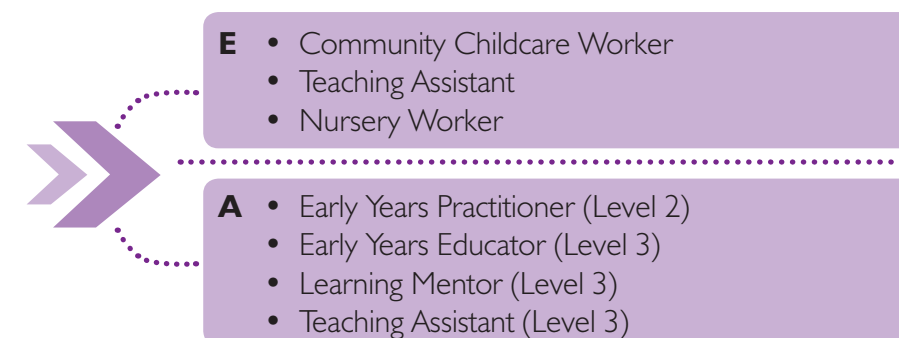 E • Community Childcare Worker
• Teaching Assistant
• Nursery Worker
A • Early Years Practitioner (Level 2)
• Early Years Educator (Level 3)
• Learning Mentor (Level 3)
• Teaching Assistant (Level 3)